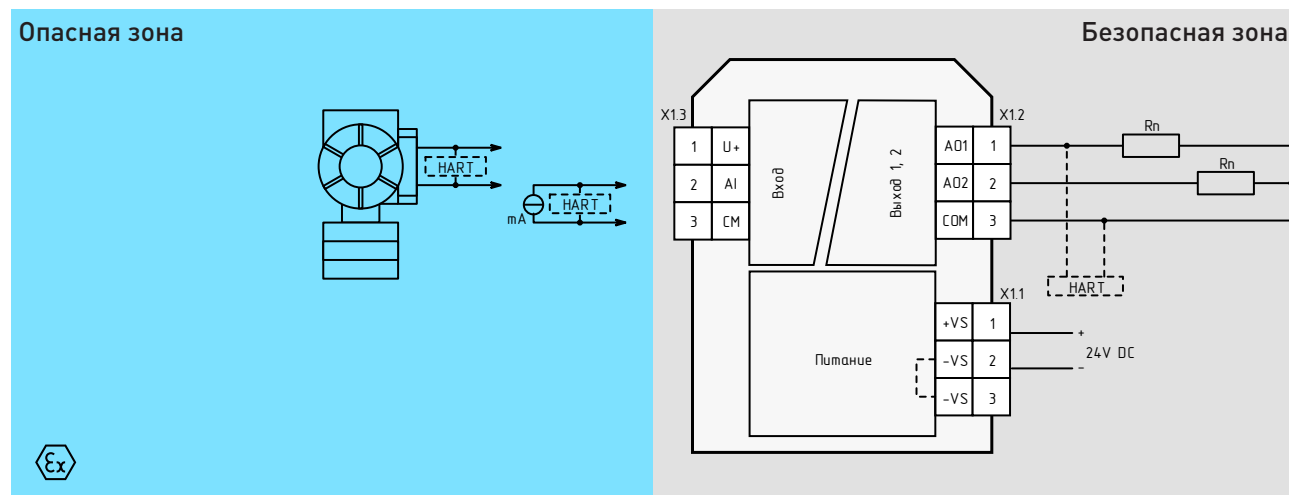 Опасная зона
Безопасная зона
X1.3
X1.2
1 U+
2 AI
3 CM
Вход
Выход 1, 2
AO1 1
AO2 2
COM 3
Rn
Rn
HART
mA
HART
HART
X1.1
Питание
+VS 1
-VS 2
-VS 3
+
24V DC
-
Ex